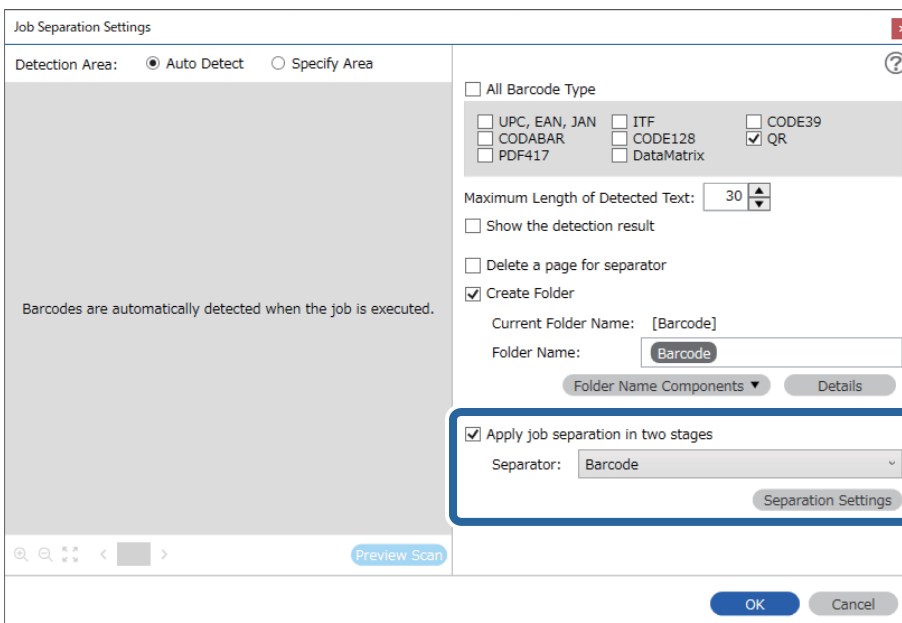 Job Separation Settings
Detection Area: Auto Detect Specify Area
All Barcode Type
UPC, EAN, JAN ITF CODE39
CODABAR CODE128 QR
PDF417 DataMatrix
Maximum Length of Detected Text: 30
Show the detection result
Delete a page for separator
Create Folder
Barcodes are automatically detected when the job is executed.
Current Folder Name: [Barcode]
Folder Name: Barcode
Folder Name Components ▼ Details
Apply job separation in two stages
Separator: Barcode
Separation Settings
Preview Scan
OK Cancel